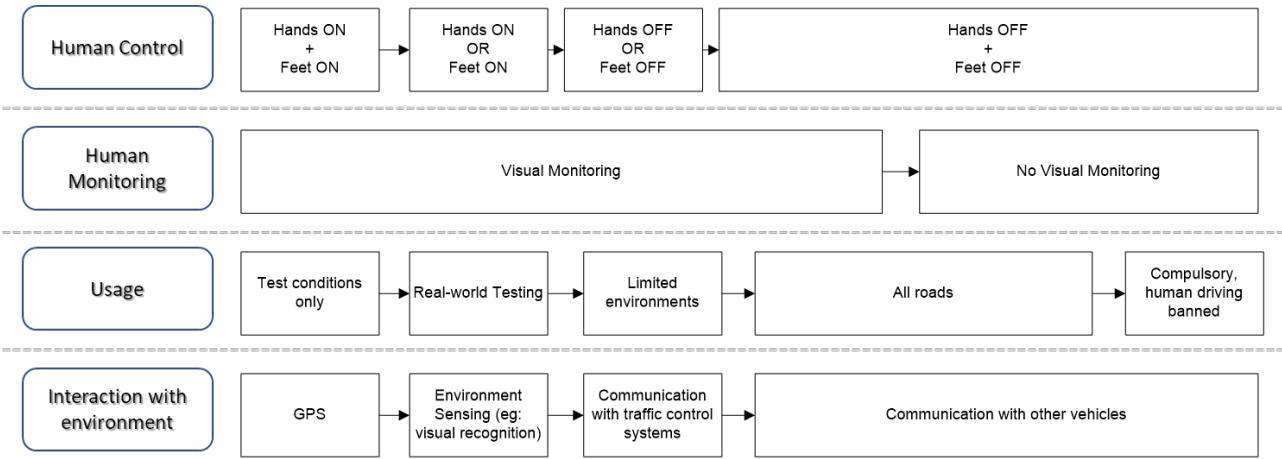 Human Control
Hands ON
+
Feet ON
Hands ON
OR
Feet ON
Hands OFF
OR
Feet OFF
Hands OFF
+
Feet OFF
Human
Monitoring
Visual Monitoring
No Visual Monitoring
Usage
Test conditions
only
Real-world Testing
Limited
environments
All roads
Compulsory,
human driving
banned
Interaction with
environment
GPS
Environment
Sensing (eg:
visual recognition)
Communication
with traffic control
systems
Communication with other vehicles